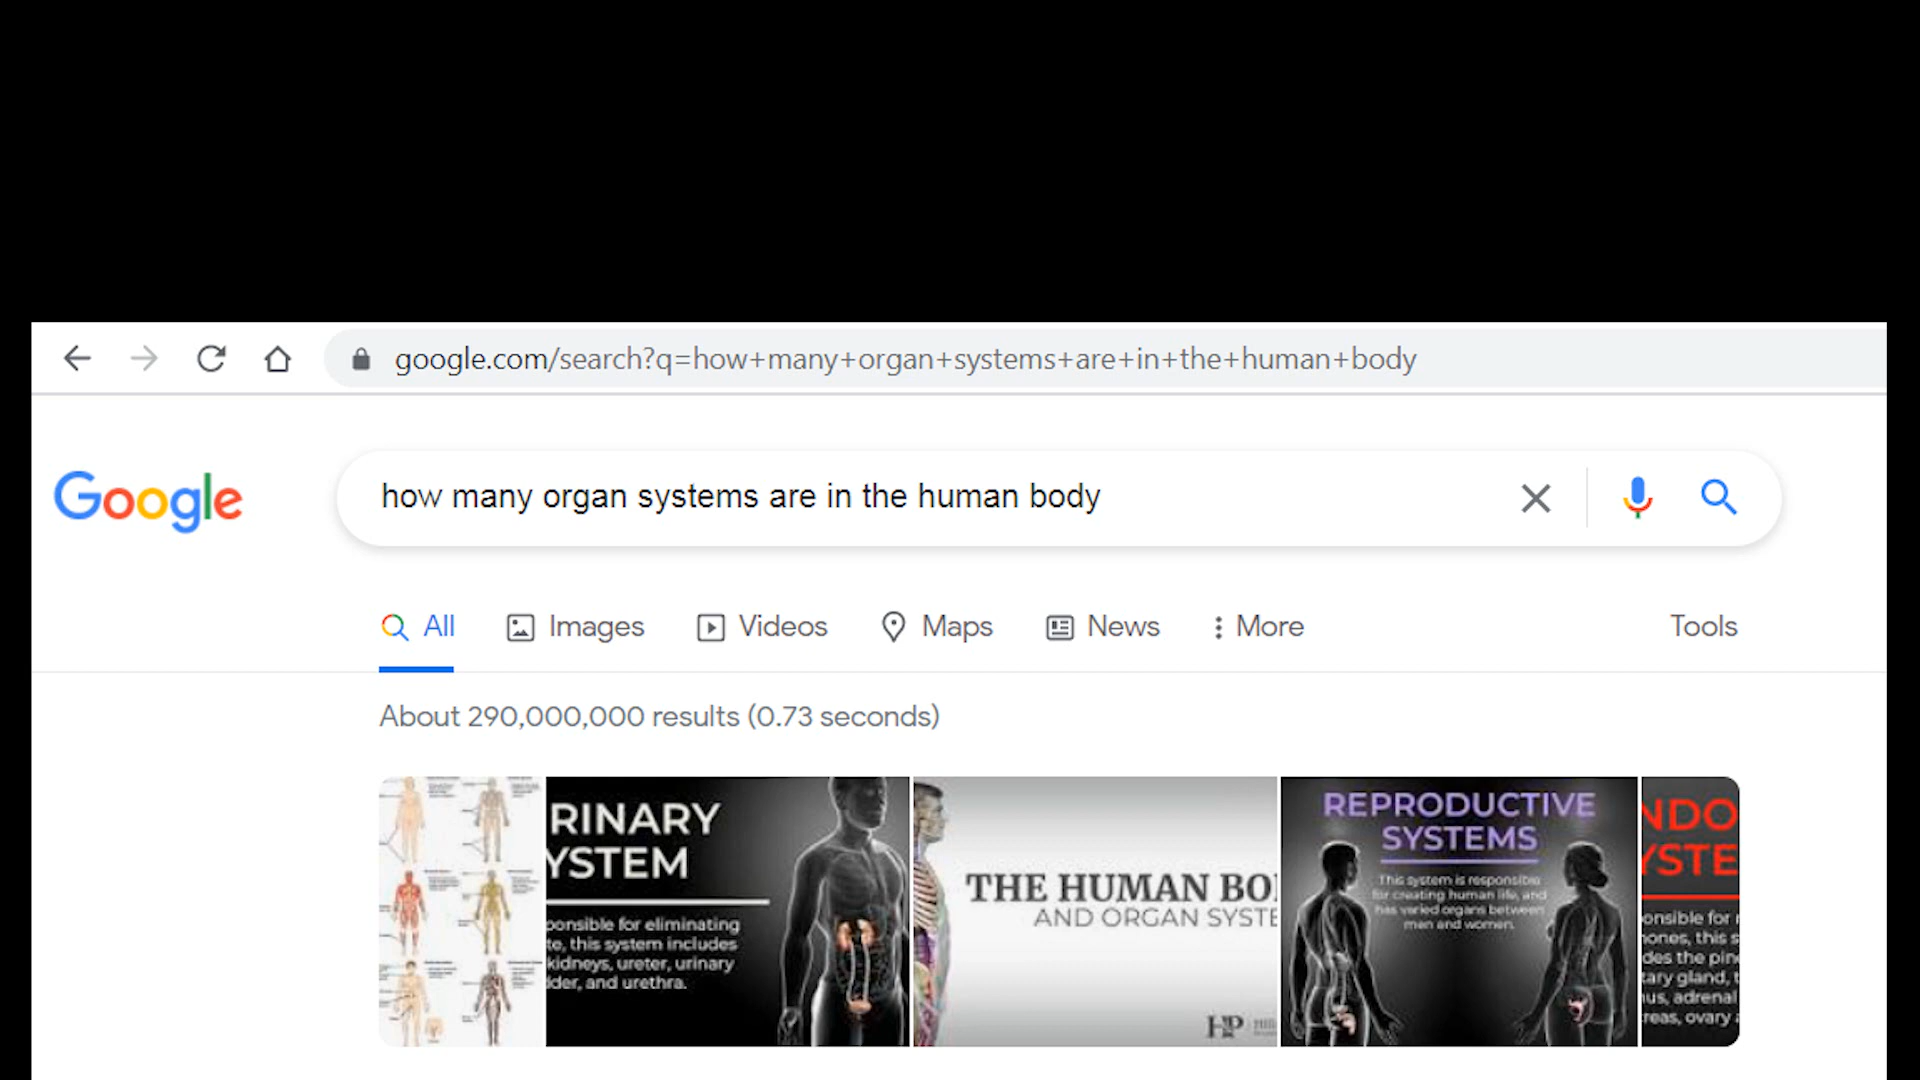 google.com/search?q=how+many+organ+systems+are+in+the+human+body
Google
how many organ systems are in the human body
All
Images
Videos
Maps
News
More
Tools
About 290,000,000 results (0.73 seconds)
RINARY
YSTEM
ponsible for eliminating
te, this system includes
kidneys, ureter, urinary
dder, and urethra.
THE HUMAN BO
AND ORGAN SYSTE
HP
REPRODUCTIVE
SYSTEMS
This system is responsible
for creating human life, and
has varied organs between
men and women.
NDO
YSTE
onsible for
ones, this s
des the pine
tary gland, t
us, adrenal
reas, ovary